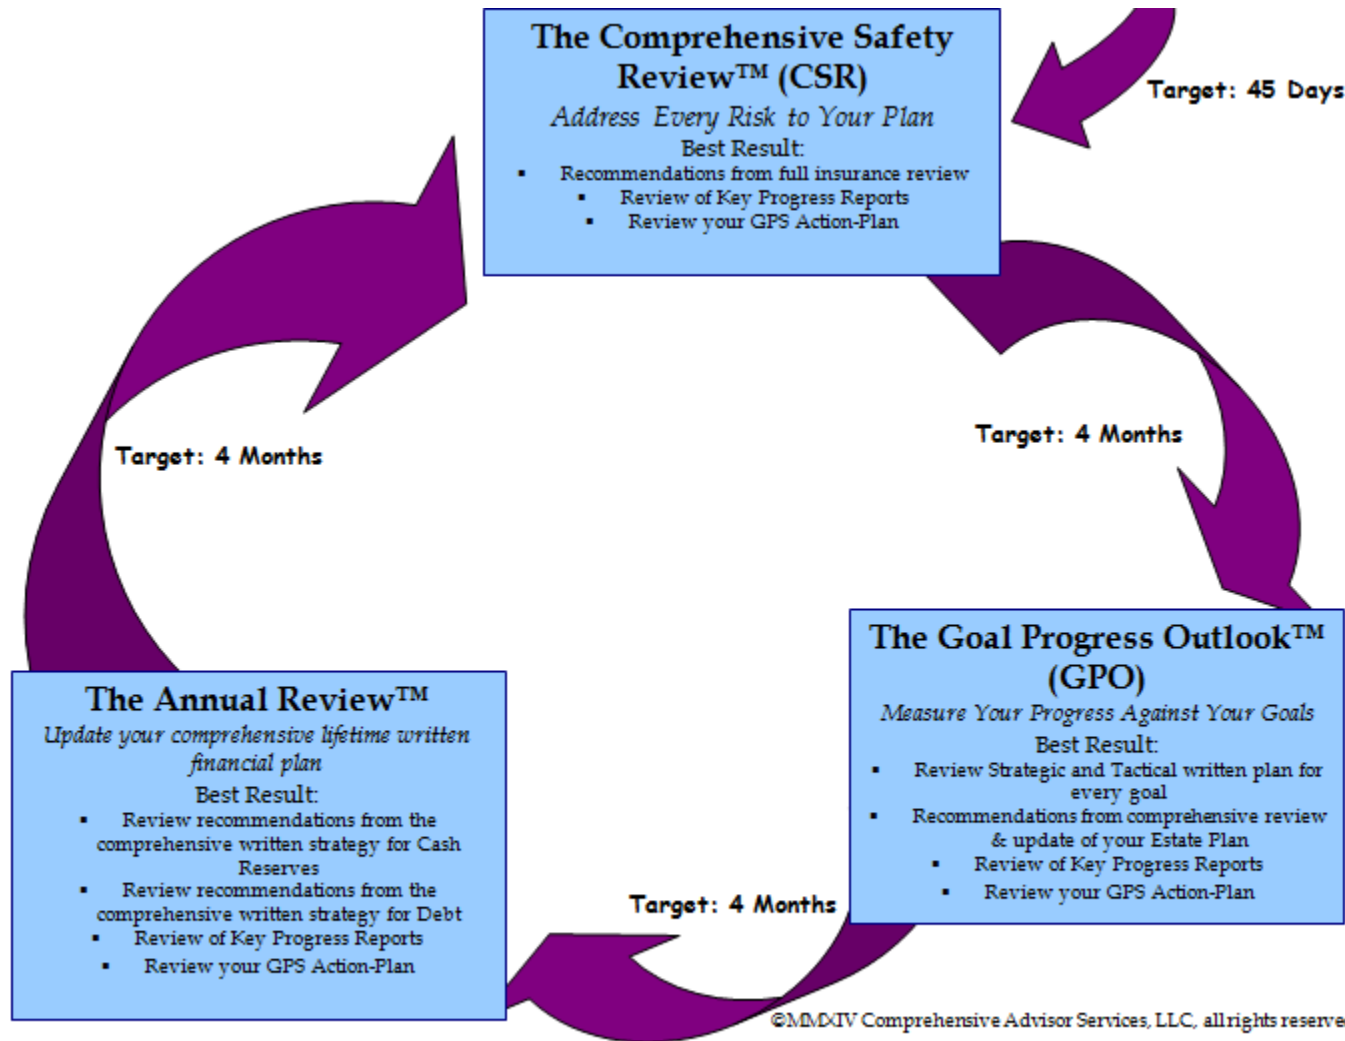 The Comprehensive Safety
Review™ (CSR)
Address Every Risk to Your Plan
Best Result:
▪ Recommendations from full insurance review
▪ Review of Key Progress Reports
▪ Review your GPS Action-Plan
Target: 45 Days
Target: 4 Months
Target: 4 Months
The Goal Progress Outlook™
(GPO)
Measure Your Progress Against Your Goals
Best Result:
▪ Review Strategic and Tactical written plan for
every goal
▪ Recommendations from comprehensive review
& update of your Estate Plan
▪ Review of Key Progress Reports
▪ Review your GPS Action-Plan
The Annual Review™
Update your comprehensive lifetime written
financial plan
Best Result:
▪ Review recommendations from the
comprehensive written strategy for Cash
Reserves
▪ Review recommendations from the
comprehensive written strategy for Debt
▪ Review of Key Progress Reports
▪ Review your GPS Action-Plan
Target: 4 Months
©MMXIV Comprehensive Advisor Services, LLC, all rights reserve